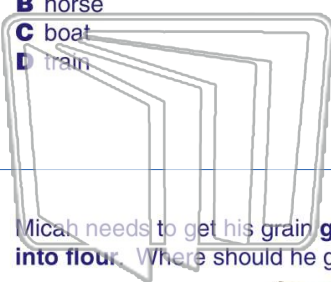 B horse
C boat
D train
Micah needs to get his grain g
into flour. Where should he g